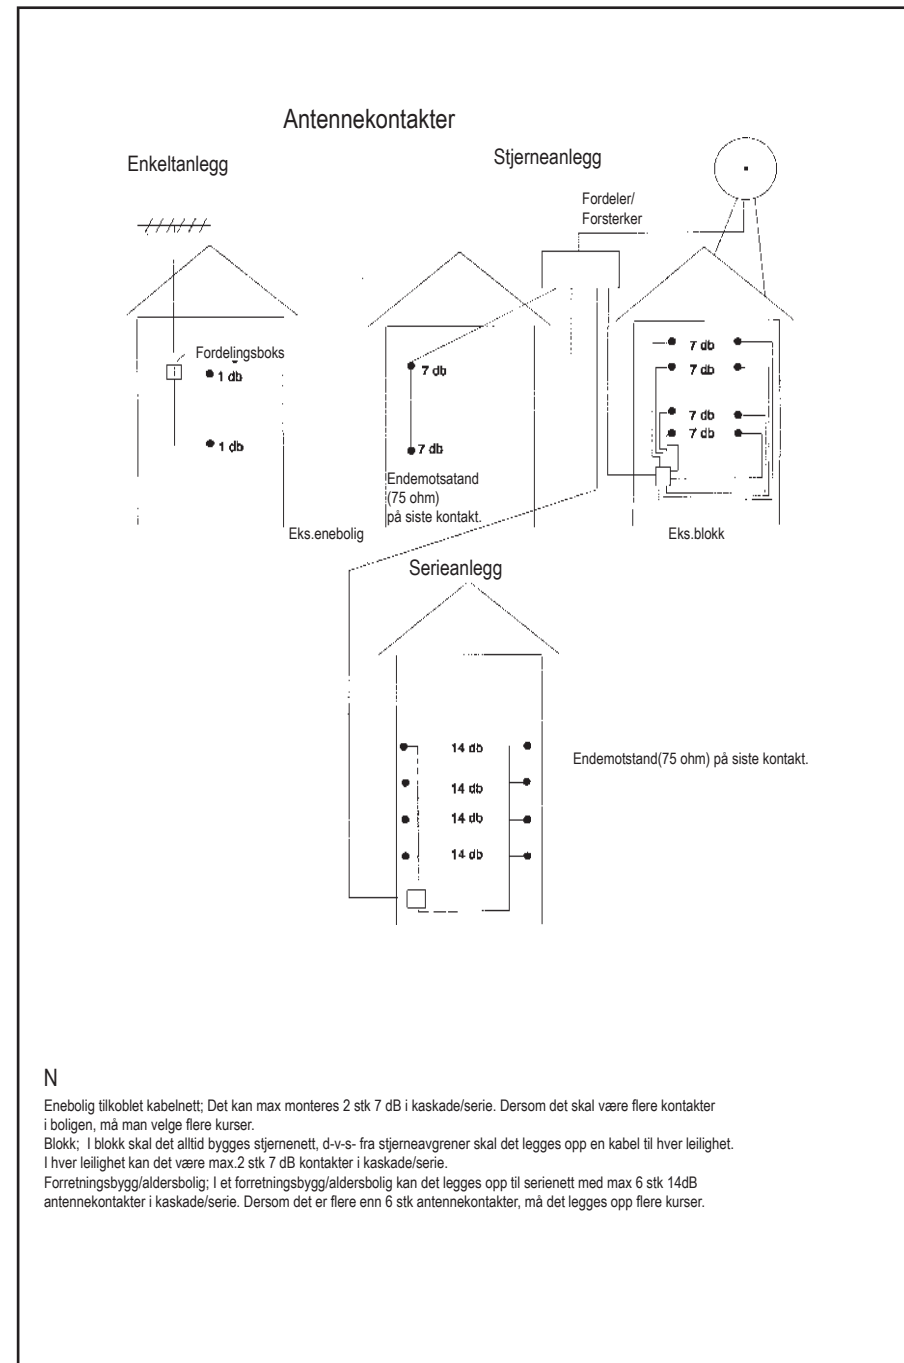 Antennekontakter
Enkeltanlegg
Stjerneanlegg
Fordeler/
Forsterker
Fordelingsboks
1 db
1 db
7 db
7 db
Endemotsatand
(75 ohm)
på siste kontakt.
7 db
7 db
7 db
7 db
Eks.enebolig
Eks.blokk
Serieanlegg
14 db
14 db
14 db
14 db
Endemotstand(75 ohm) på siste kontakt.
N
Enebolig tilkoblet kabelnett; Det kan max monteres 2 stk 7 dB i kaskade/serie. Dersom det skal være flere kontakter
i boligen, må man velge flere kurser.
Blokk; I blokk skal det alltid bygges stjernenett, d-v-s- fra stjerneavgrener skal det legges opp en kabel til hver leilighet.
I hver leilighet kan det være max.2 stk 7 dB kontakter i kaskade/serie.
Forretningsbygg/aldersbolig; I et forretningsbygg/aldersbolig kan det legges opp til serienett med max 6 stk 14dB
antennekontakter i kaskade/serie. Dersom det er flere enn 6 stk antennekontakter, må det legges opp flere kurser.